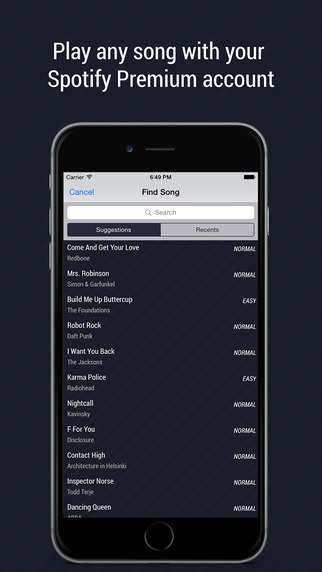 Play any song with your
Spotify Premium account
Carrier 6:49 PM
Cancel Find Song
Search
Suggestions Recents
Come And Get Your Love NORMAL
Redbone
Mrs. Robinson NORMAL
Simon & Garfunkel
Build Me Up Buttercup EASY
The Foundations
Robot Rock NORMAL
Daft Punk
I Want You Back NORMAL
The Jacksons
Karma Police EASY
Radiohead
Nightcall NORMAL
Kavinsky
F For You NORMAL
Disclosure
Contact High NORMAL
Architecture in Helsinki
Inspector Norse NORMAL
Todd Terje
Dancing Queen NORMAL
ABBA